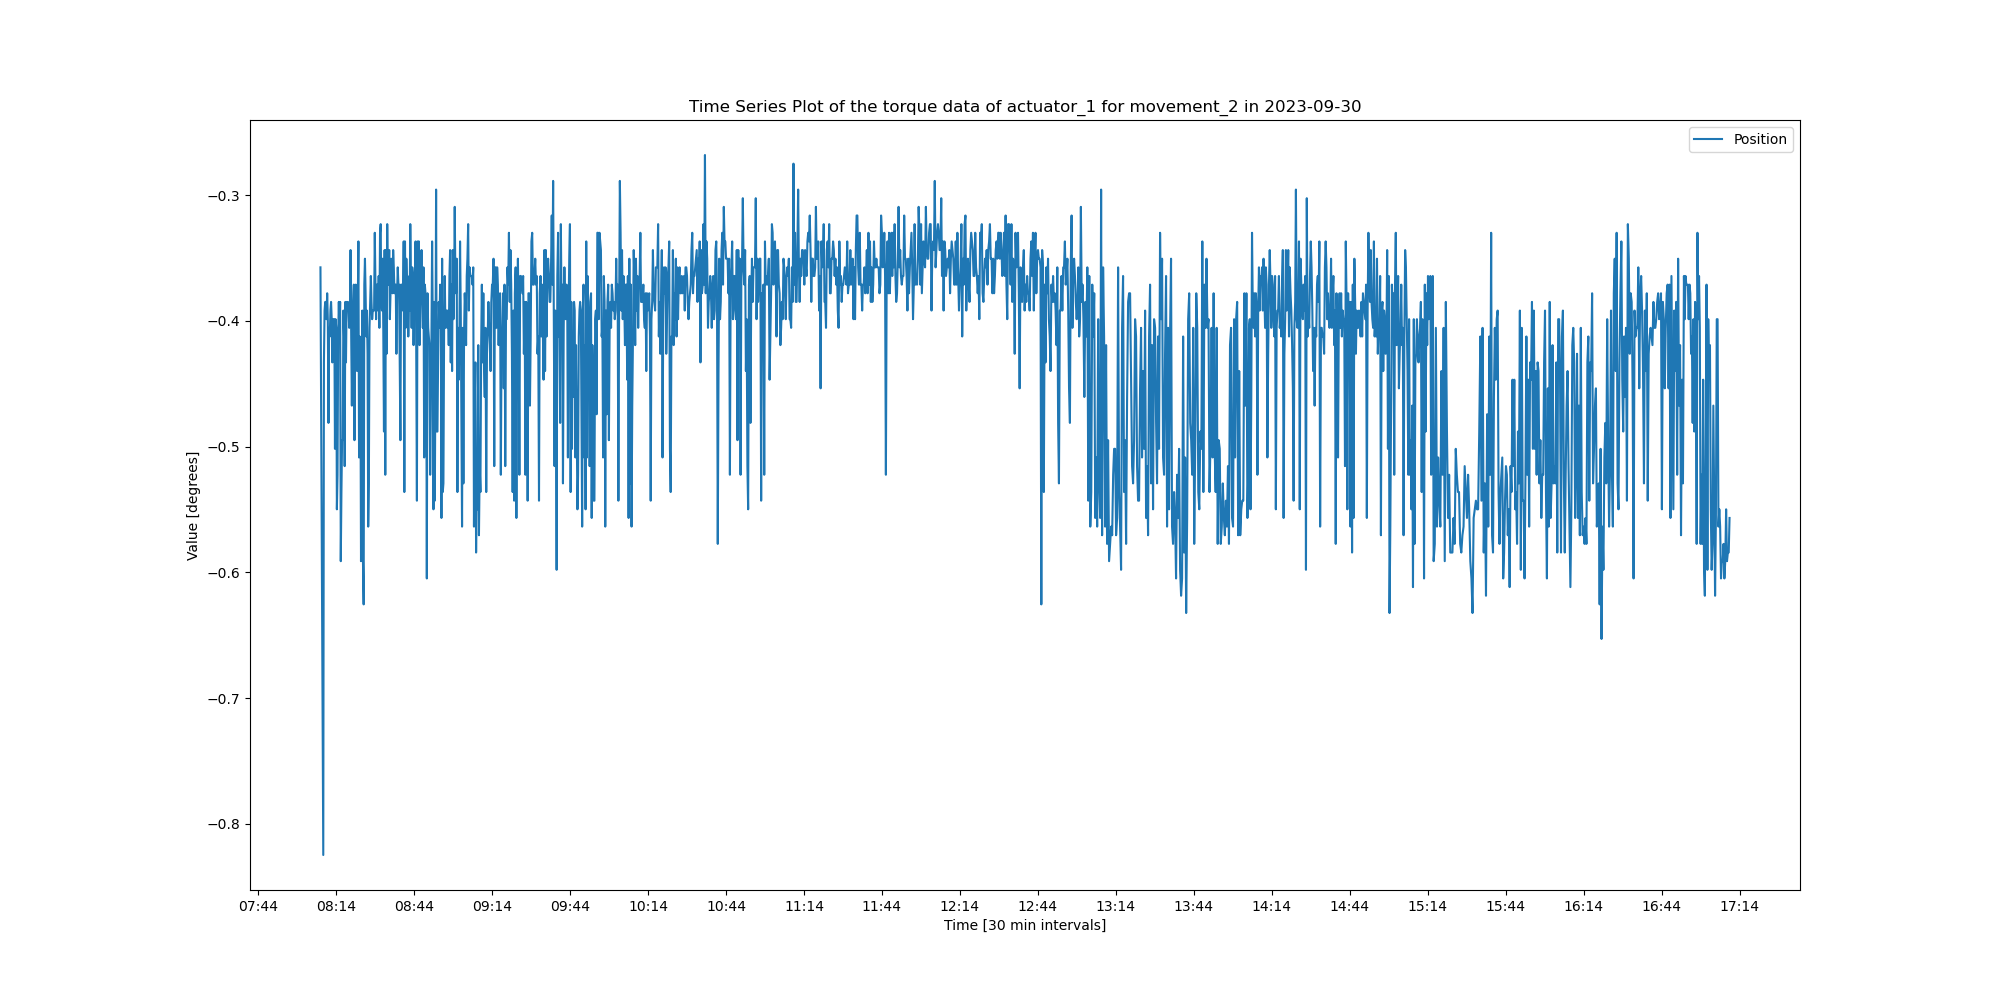 Time Series Plot of the torque data of actuator_1 for movement_2 in 2023-09-30
Position
Value [degrees]
−0.3
−0.4
−0.5
−0.6
−0.7
−0.8
07:44 08:14 08:44 09:14 09:44 10:14 10:44 11:14 11:44 12:14 12:44 13:14 13:44 14:14 14:44 15:14 15:44 16:14 16:44 17:14
Time [30 min intervals]